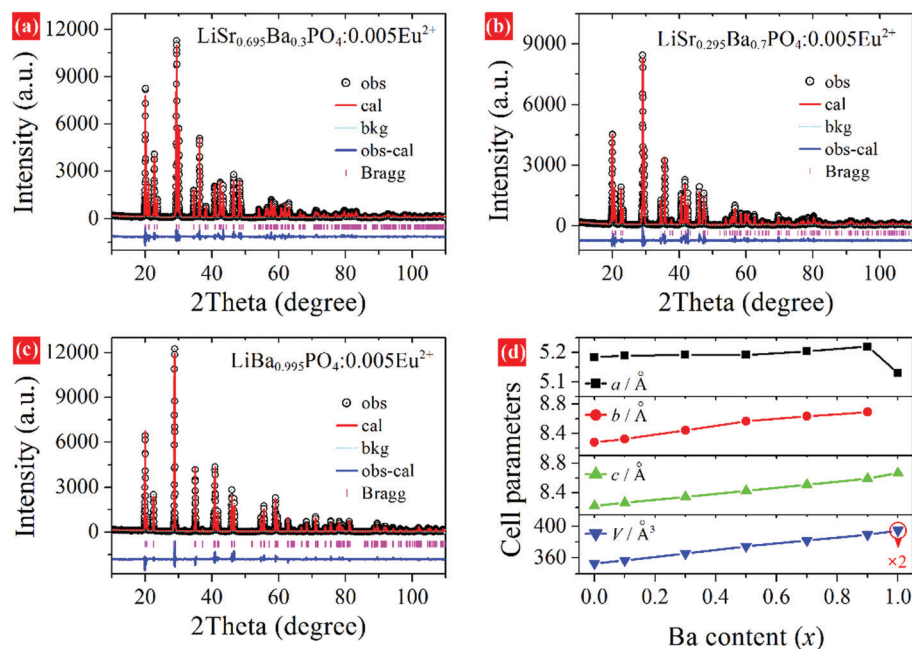 (a)
LiSr0.695Ba0.3PO4:0.005Eu2+
obs
cal
bkg
obs-cal
Bragg
Intensity (a.u.)
12000
9000
6000
3000
0
20 40 60 80 100
2Theta (degree)
(b)
LiSr0.295Ba0.7PO4:0.005Eu2+
obs
cal
bkg
obs-cal
Bragg
Intensity (a.u.)
9000
6000
3000
0
20 40 60 80 100
2Theta (degree)
(c)
LiBa0.995PO4:0.005Eu2+
obs
cal
bkg
obs-cal
Bragg
Intensity (a.u.)
12000
9000
6000
3000
0
20 40 60 80 100
2Theta (degree)
(d)
Cell parameters
5.2
5.1
a / Å
8.8
8.4
b / Å
8.8
8.4
c / Å
400
360
V / Å3
×2
0.0 0.2 0.4 0.6 0.8 1.0
Ba content (x)